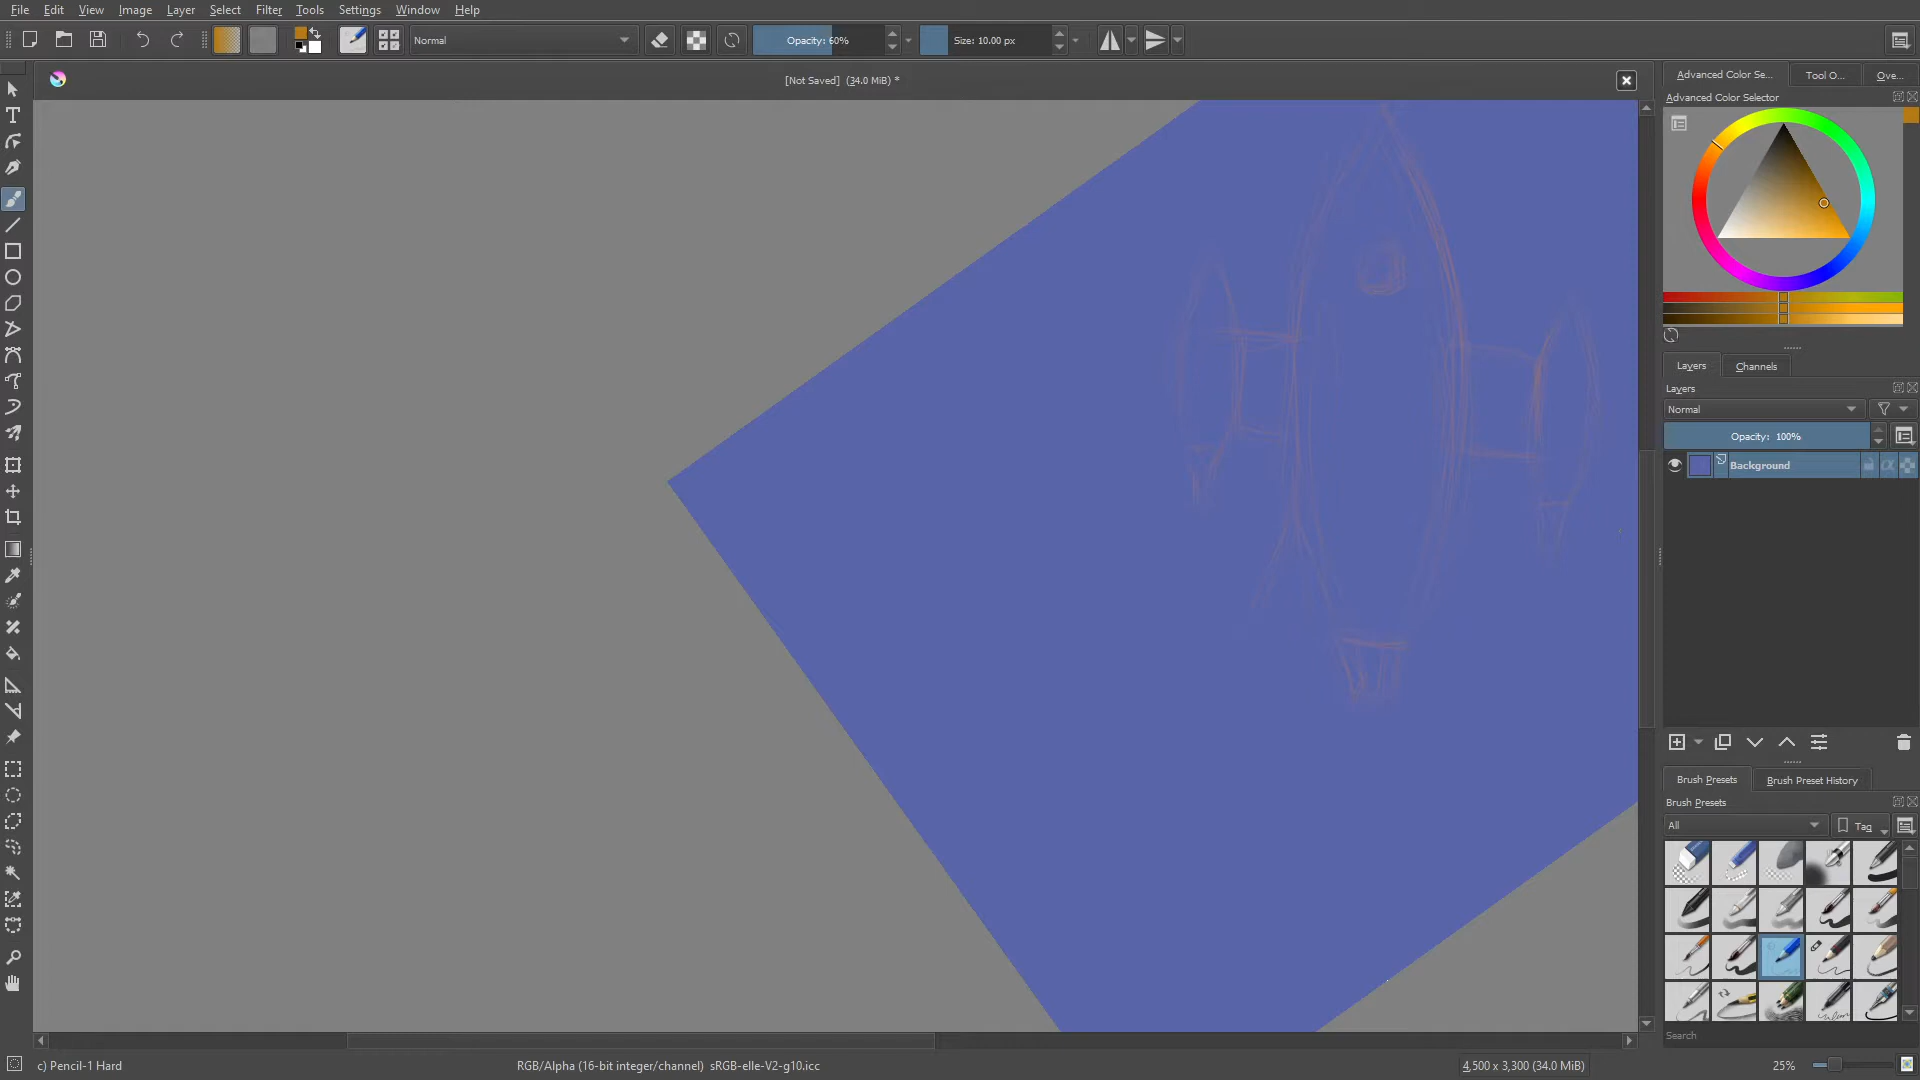 File Edit View Image Layer Select Filter Tools Settings Window Help
Normal Opacity: 60% Size: 10.00 px
[Not Saved] (34.0 MiB) *
Advanced Color Se... Tool O... Ove...
Advanced Color Selector
Layers Channels
Layers
Normal
Opacity: 100%
Background
Brush Presets Brush Preset History
Brush Presets
All Tag
Search
c) Pencil-1 Hard RGB/Alpha (16-bit integer/channel) sRGB-elle-V2-g10.icc 4,500 x 3,300 (34.0 MiB) 25%